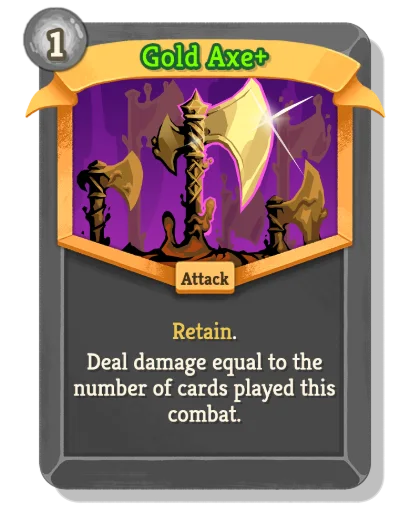 1
Gold Axe+
Attack
Retain.
Deal damage equal to the
number of cards played this
combat.